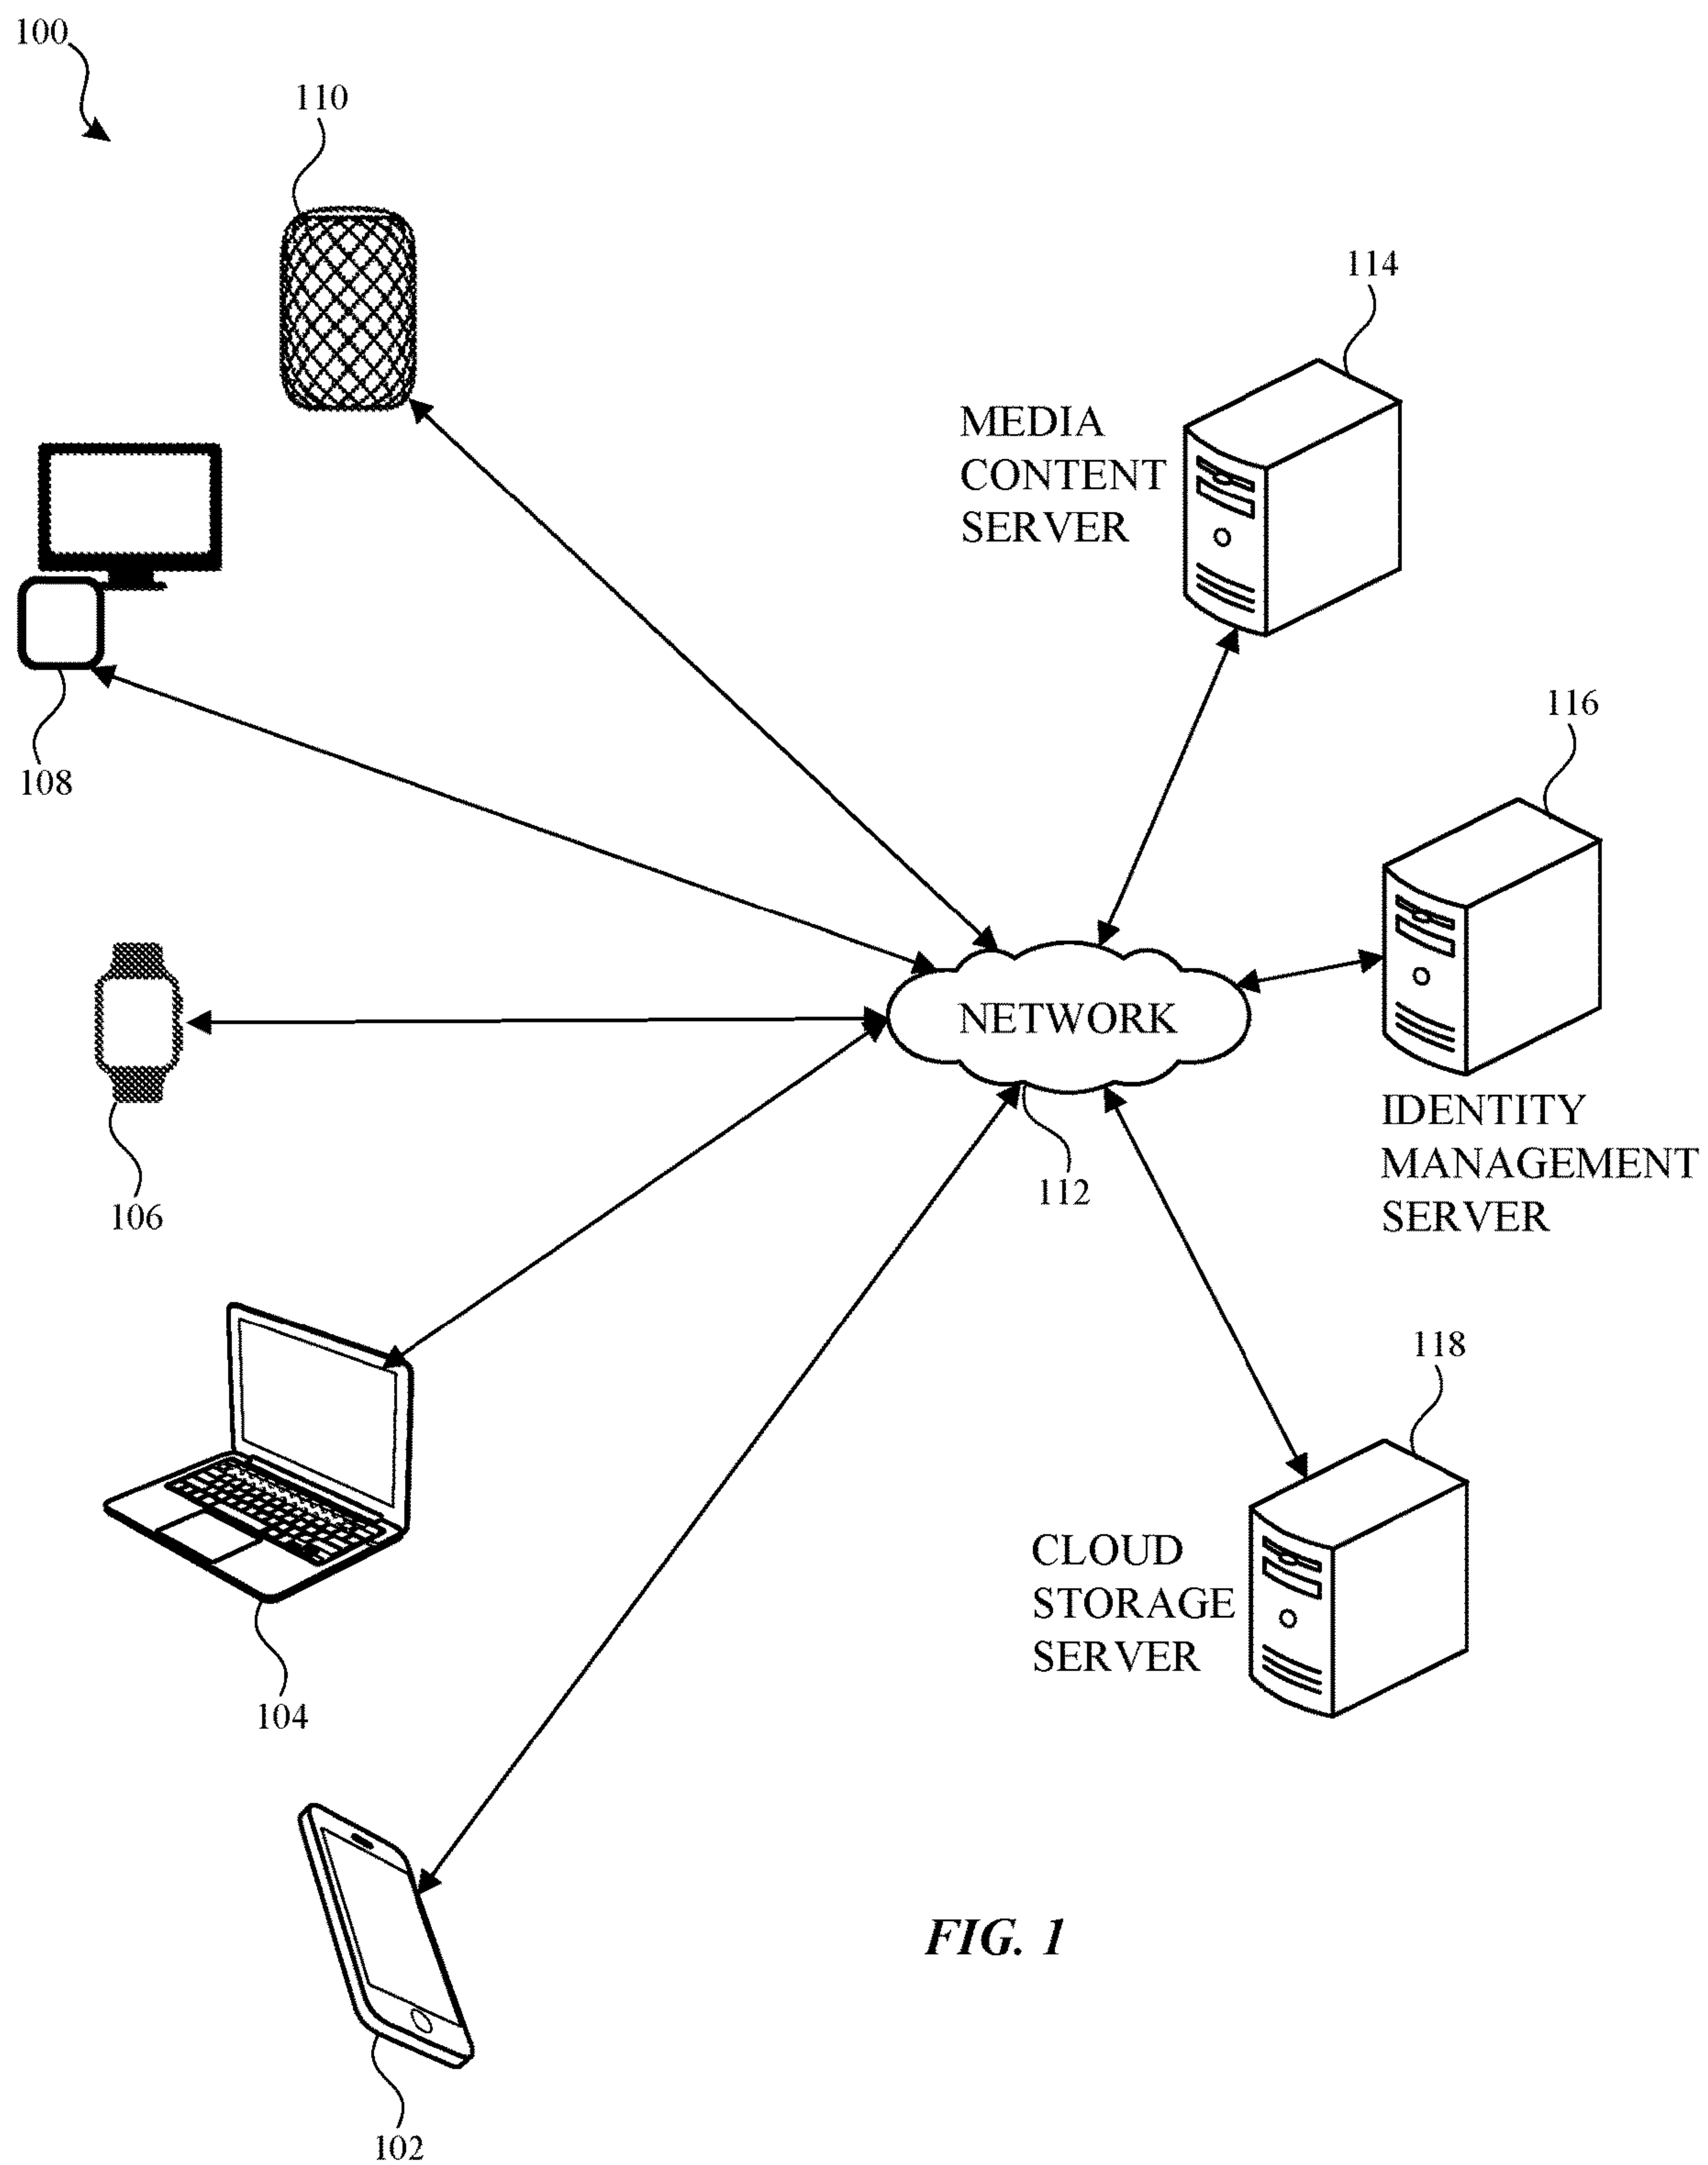 100
110
114
MEDIA
CONTENT
SERVER
116
108
NETWORK
IDENTITY
MANAGEMENT
SERVER
112
106
118
CLOUD
STORAGE
SERVER
104
FIG. 1
102